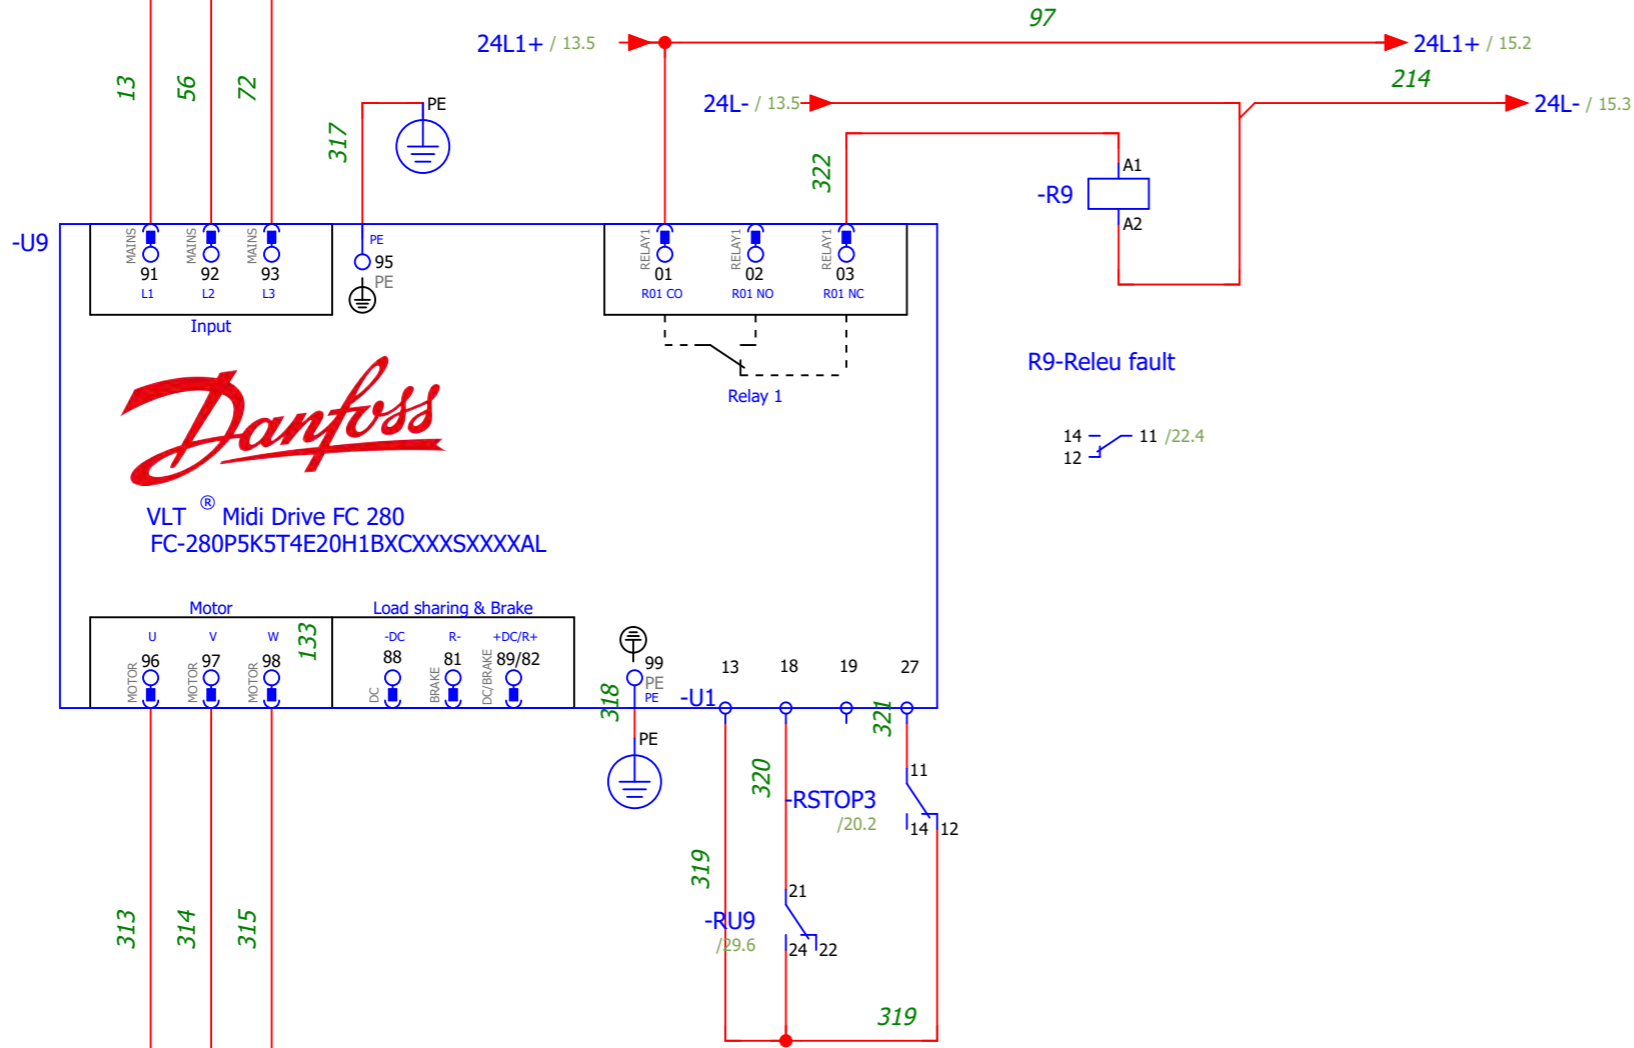 97
24L1+ / 13.5
24L1+ / 15.2
13
56
72
214
24L- / 13.5
24L- / 15.3
PE
317
322
A1
-R9
A2
-U9
MAINS
MAINS
MAINS
91
92
93
L1
L2
L3
Input
PE
95
PE
RELAY1
RELAY1
RELAY1
01
02
03
R01 CO
R01 NO
R01 NC
Relay 1
R9-Releu fault
14
11 /22.4
12
Danfoss
VLT ® Midi Drive FC 280
FC-280P5K5T4E20H1BXCXXXSXXXXAL
Motor
Load sharing & Brake
U
V
W
133
-DC
R-
+DC/R+
96
97
98
88
81
89/82
MOTOR
MOTOR
MOTOR
DC
BRAKE
DC/BRAKE
99
PE
PE
318
-U1
13
18
19
27
321
PE
320
11
-RSTOP3
/20.2
14
12
319
21
-RU9
/29.6
24
22
313
314
315
319